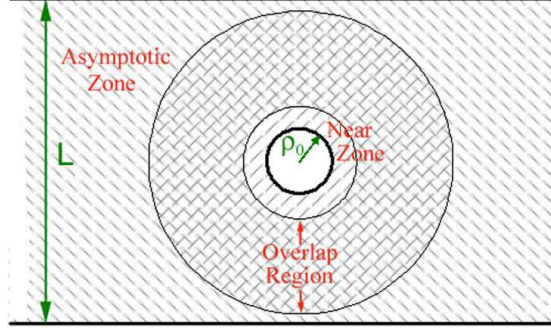 Asymptotic
Zone
L
Near
ρ₀
Zone
Overlap
Region